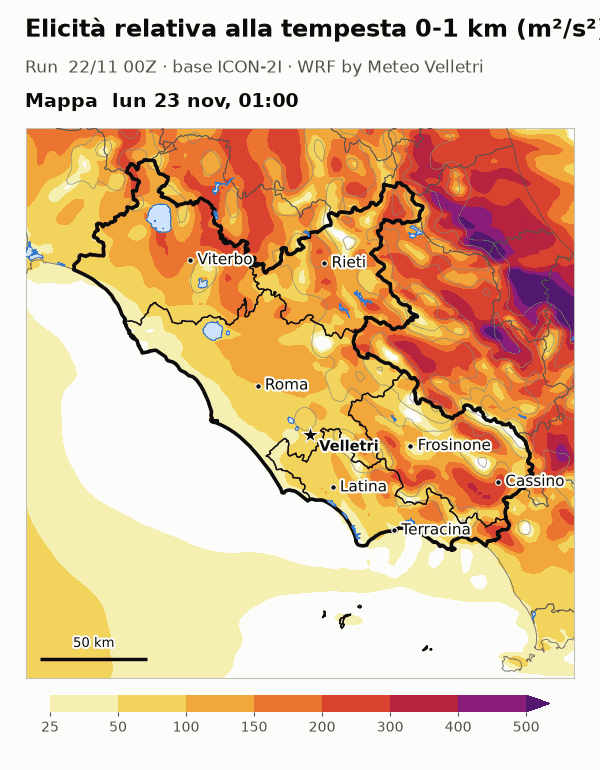 Elicità relativa alla tempesta 0-1 km (m²/s²)
Run 22/11 00Z · base ICON-2I · WRF by Meteo Velletri
Mappa lun 23 nov, 01:00
Viterbo
Rieti
Roma
Velletri
Frosinone
Cassino
Latina
Terracina
50 km
25 50 100 150 200 300 400 500